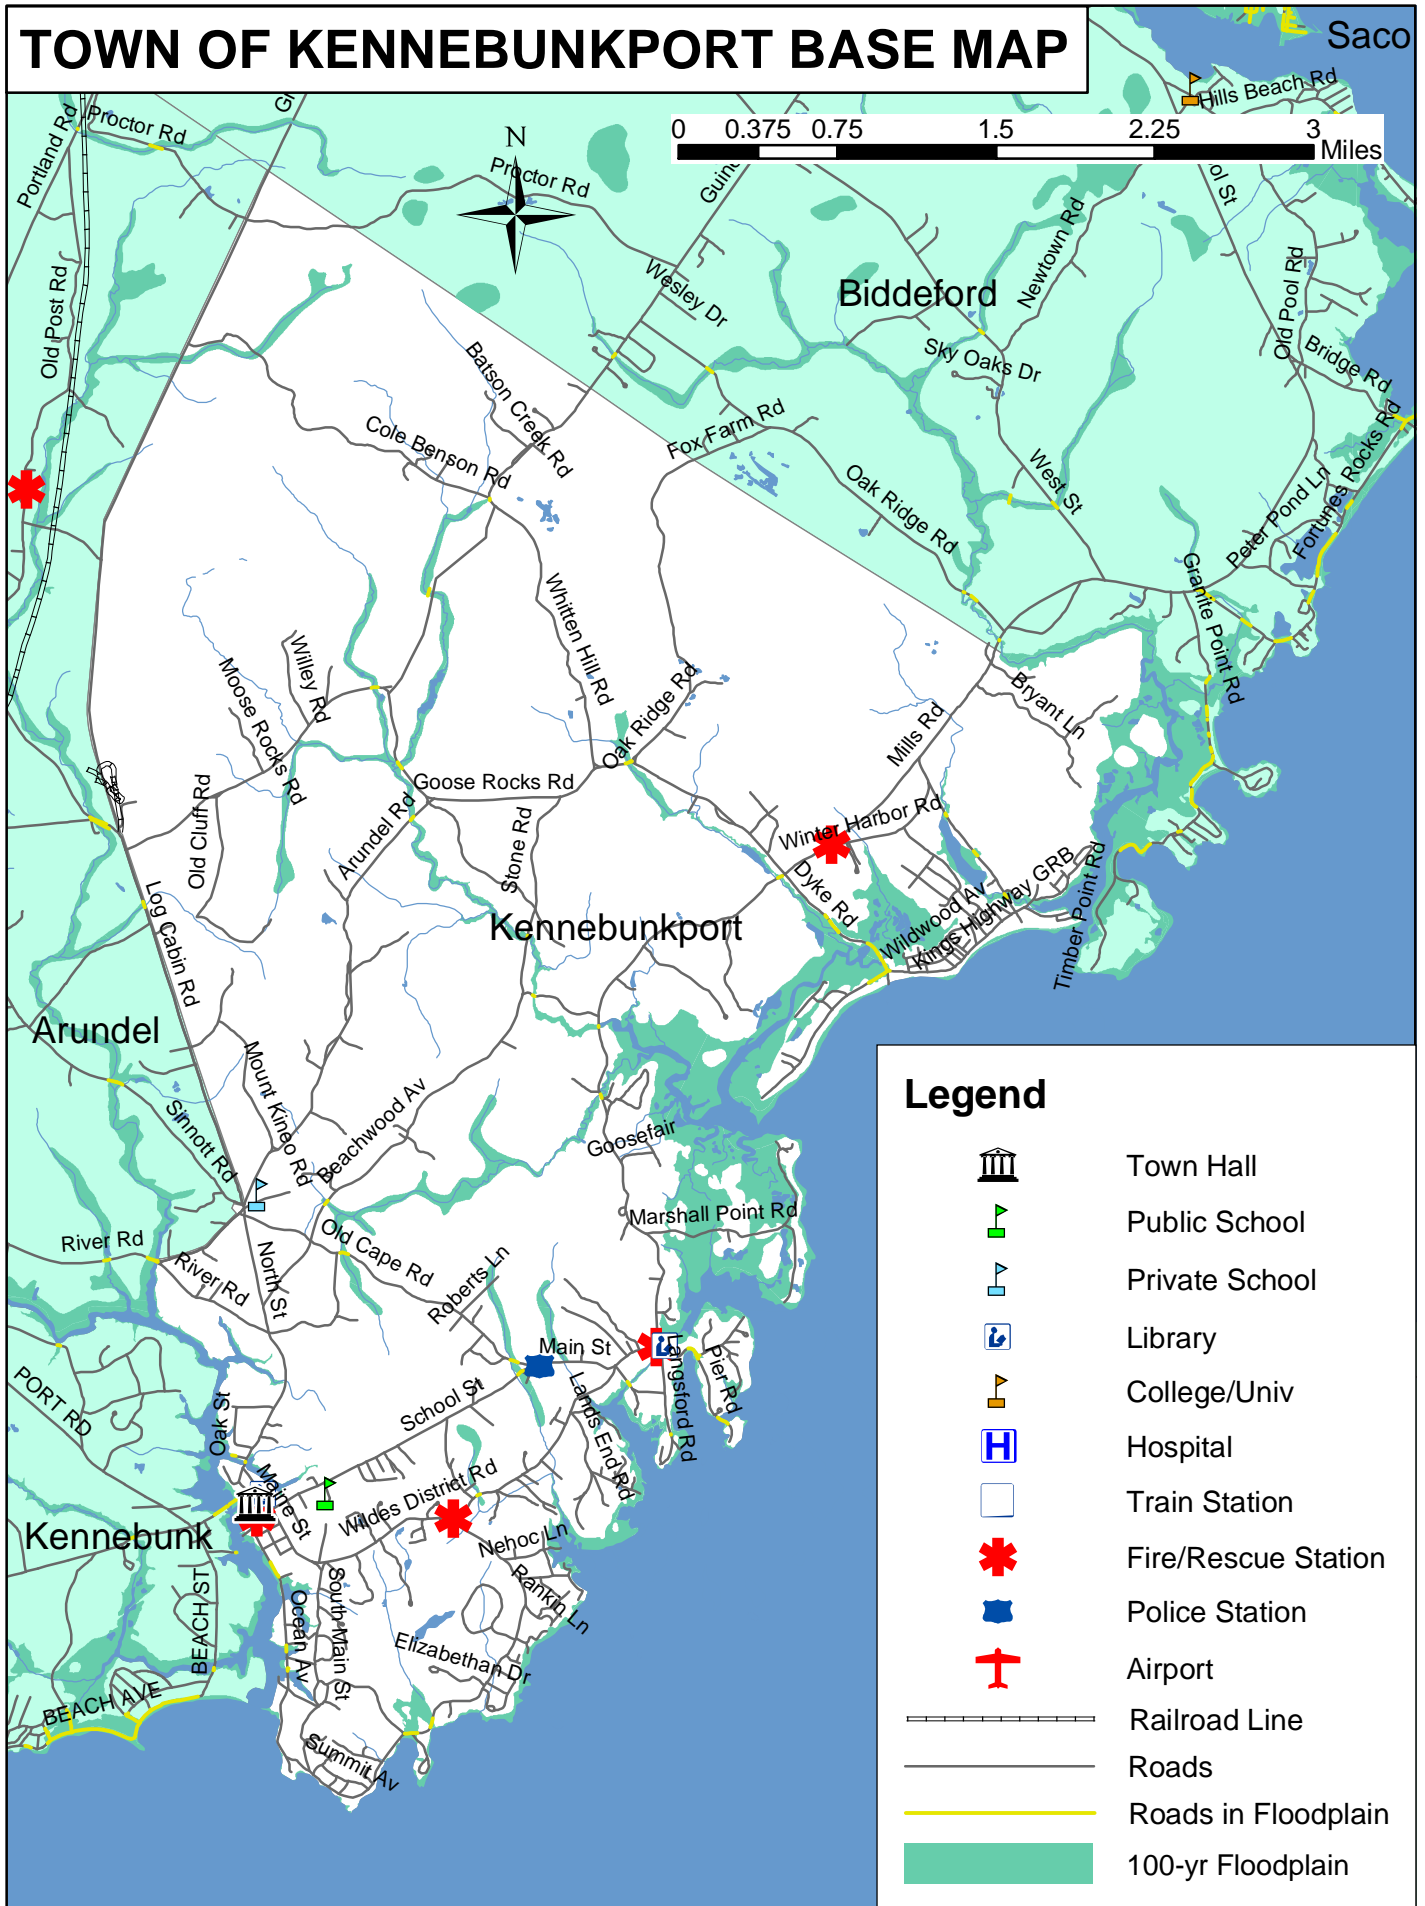 TOWN OF KENNEBUNKPORT BASE MAP
Saco
Hills Beach Rd
0 0.375 0.75 1.5 2.25 3
Miles
N
Portland Rd
Proctor Rd
Proctor Rd
ool St
Old Post Rd
Wesley Dr
Biddeford
Newtown Rd
Old Pool Rd
Bridge Rd
Sky Oaks Dr
Batson Creek Rd
Cole Benson Rd
Fox Farm Rd
Oak Ridge Rd
West St
Peter Pond Ln
Fortunes Rocks Rd
Granite Point Rd
Whitten Hill Rd
Willey Rd
Moose Rocks Rd
Oak Ridge Rd
Bryant Ln
Mills Rd
Goose Rocks Rd
Old Cluff Rd
Arundel Rd
Stone Rd
Winter Harbor Rd
Dyke Rd
Wildwood Av
Kings Highway GRB
Timber Point Rd
Log Cabin Rd
Kennebunkport
Arundel
Mount Kineo Rd
Sinnott Rd
Beachwood Av
Goosefair
Marshall Point Rd
River Rd
River Rd
North St
Old Cape Rd
Roberts Ln
Main St
Langsford Rd
Pier Rd
PORT RD
Oak St
School St
Lands End Rd
Maine St
Wildes District Rd
Kennebunk
Nehoc Ln
Rankin Ln
BEACH ST
Ocean Av
South Main St
Elizabethan Dr
BEACH AVE
Summit Av
Legend
Town Hall
Public School
Private School
Library
College/Univ
H Hospital
Train Station
Fire/Rescue Station
Police Station
Airport
Railroad Line
Roads
Roads in Floodplain
100-yr Floodplain